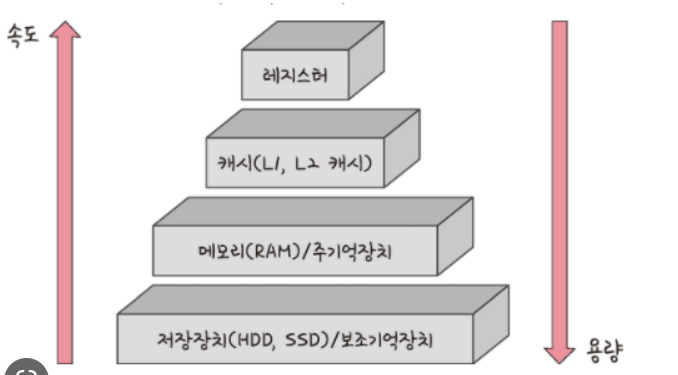 속도
레지스터
캐시(L1, L2 캐시)
메모리(RAM)/주기억장치
저장장치(HDD, SSD)/보조기억장치
용량